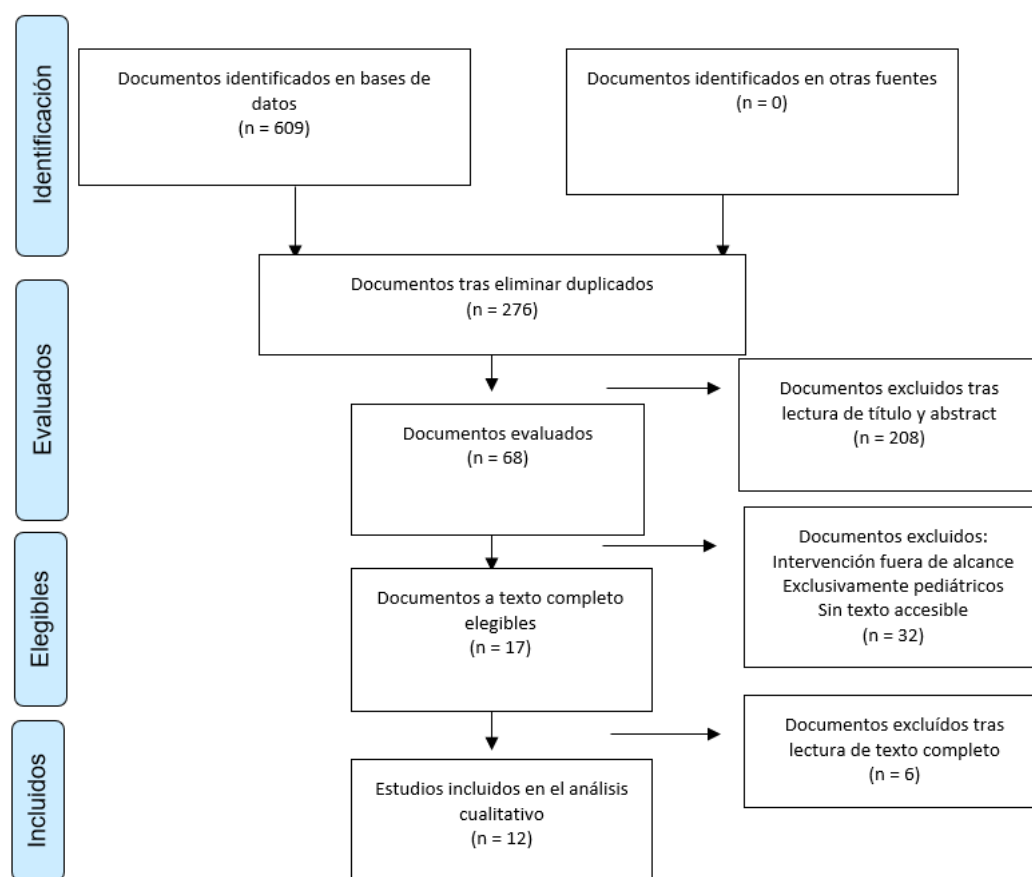 Identificación
Documentos identificados en bases de
datos
(n = 609)
Documentos identificados en otras fuentes
(n = 0)
Documentos tras eliminar duplicados
(n = 276)
Evaluados
Documentos excluidos tras
lectura de título y abstract
(n = 208)
Documentos evaluados
(n = 68)
Elegibles
Documentos excluidos:
Intervención fuera de alcance
Exclusivamente pediátricos
Sin texto accesible
(n = 32)
Documentos a texto completo
elegibles
(n = 17)
Incluidos
Documentos excluídos tras
lectura de texto completo
(n = 6)
Estudios incluidos en el análisis
cualitativo
(n = 12)